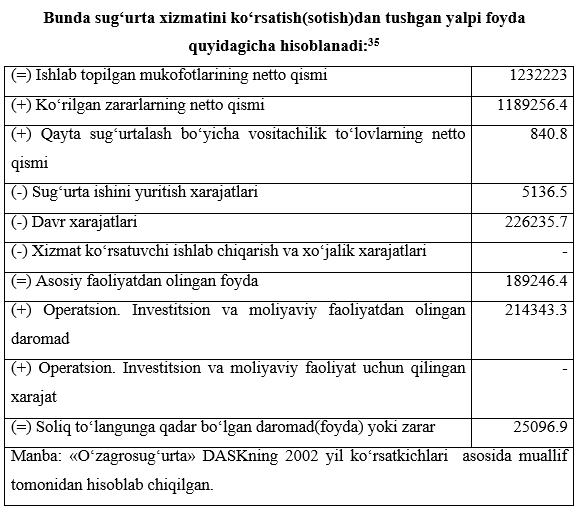 Bunda sug‘urta xizmatini ko‘rsatish(sotish)dan tushgan yalpi foyda
quyidagicha hisoblanadi:35
(=) Ishlab topilgan mukofotlarining netto qismi 1232223
(+) Ko‘rilgan zararlarning netto qismi 1189256.4
(+) Qayta sug‘urtalash bo‘yicha vositachilik to‘lovlarning netto 840.8
qismi
(-) Sug‘urta ishini yuritish xarajatlari 5136.5
(-) Davr xarajatlari 226235.7
(-) Xizmat ko‘rsatuvchi ishlab chiqarish va xo‘jalik xarajatlari -
(=) Asosiy faoliyatdan olingan foyda 189246.4
(+) Operatsion. Investitsion va moliyaviy faoliyatdan olingan 214343.3
daromad
(+) Operatsion. Investitsion va moliyaviy faoliyat uchun qilingan -
xarajat
(=) Soliq to‘langunga qadar bo‘lgan daromad(foyda) yoki zarar 25096.9
Manba: «O‘zagrosug‘urta» DASKning 2002 yil ko‘rsatkichlari asosida muallif
tomonidan hisoblab chiqilgan.